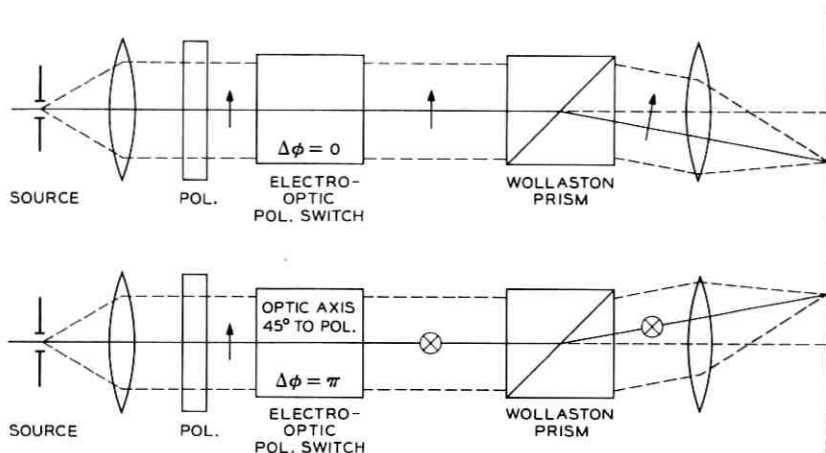 Δφ = 0
SOURCE
POL.
ELECTRO-
OPTIC
POL. SWITCH
WOLLASTON
PRISM
OPTIC AXIS
45° TO POL.
Δφ = π
SOURCE
POL.
ELECTRO-
OPTIC
POL. SWITCH
WOLLASTON
PRISM